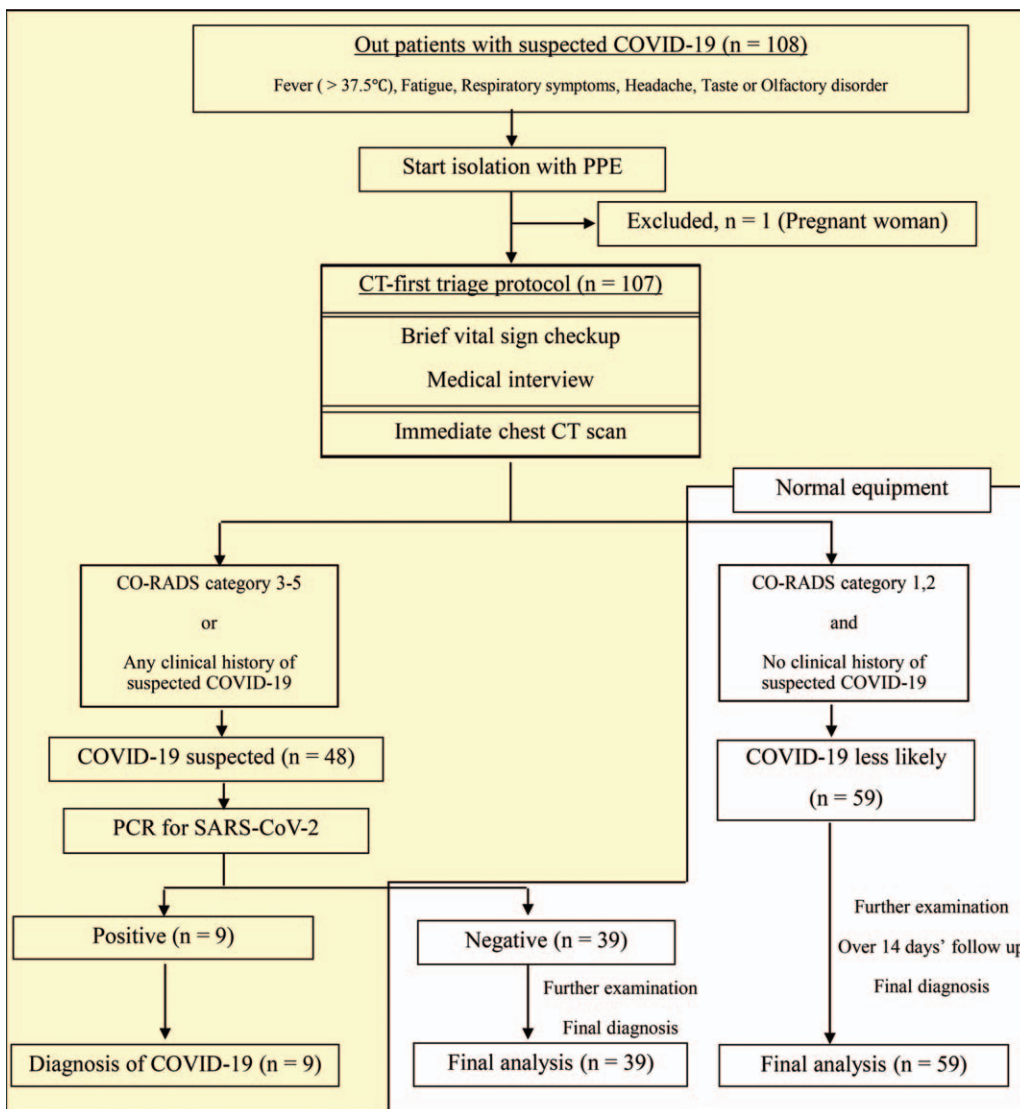 Out patients with suspected COVID-19 (n = 108)
Fever ( > 37.5℃), Fatigue, Respiratory symptoms, Headache, Taste or Olfactory disorder
Start isolation with PPE
Excluded, n = 1 (Pregnant woman)
CT-first triage protocol (n = 107)
Brief vital sign checkup
Medical interview
Immediate chest CT scan
Normal equipment
CO-RADS category 3-5
or
Any clinical history of
suspected COVID-19
CO-RADS category 1,2
and
No clinical history of
suspected COVID-19
COVID-19 suspected (n = 48)
COVID-19 less likely
(n = 59)
PCR for SARS-CoV-2
Positive (n = 9)
Negative (n = 39)
Further examination
Over 14 days’ follow up
Final diagnosis
Further examination
Final diagnosis
Diagnosis of COVID-19 (n = 9)
Final analysis (n = 39)
Final analysis (n = 59)